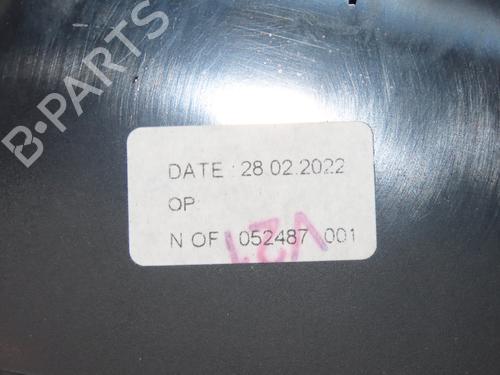 B-PARTS
DATE : 28.02.2022
OP
N OF 052487 001